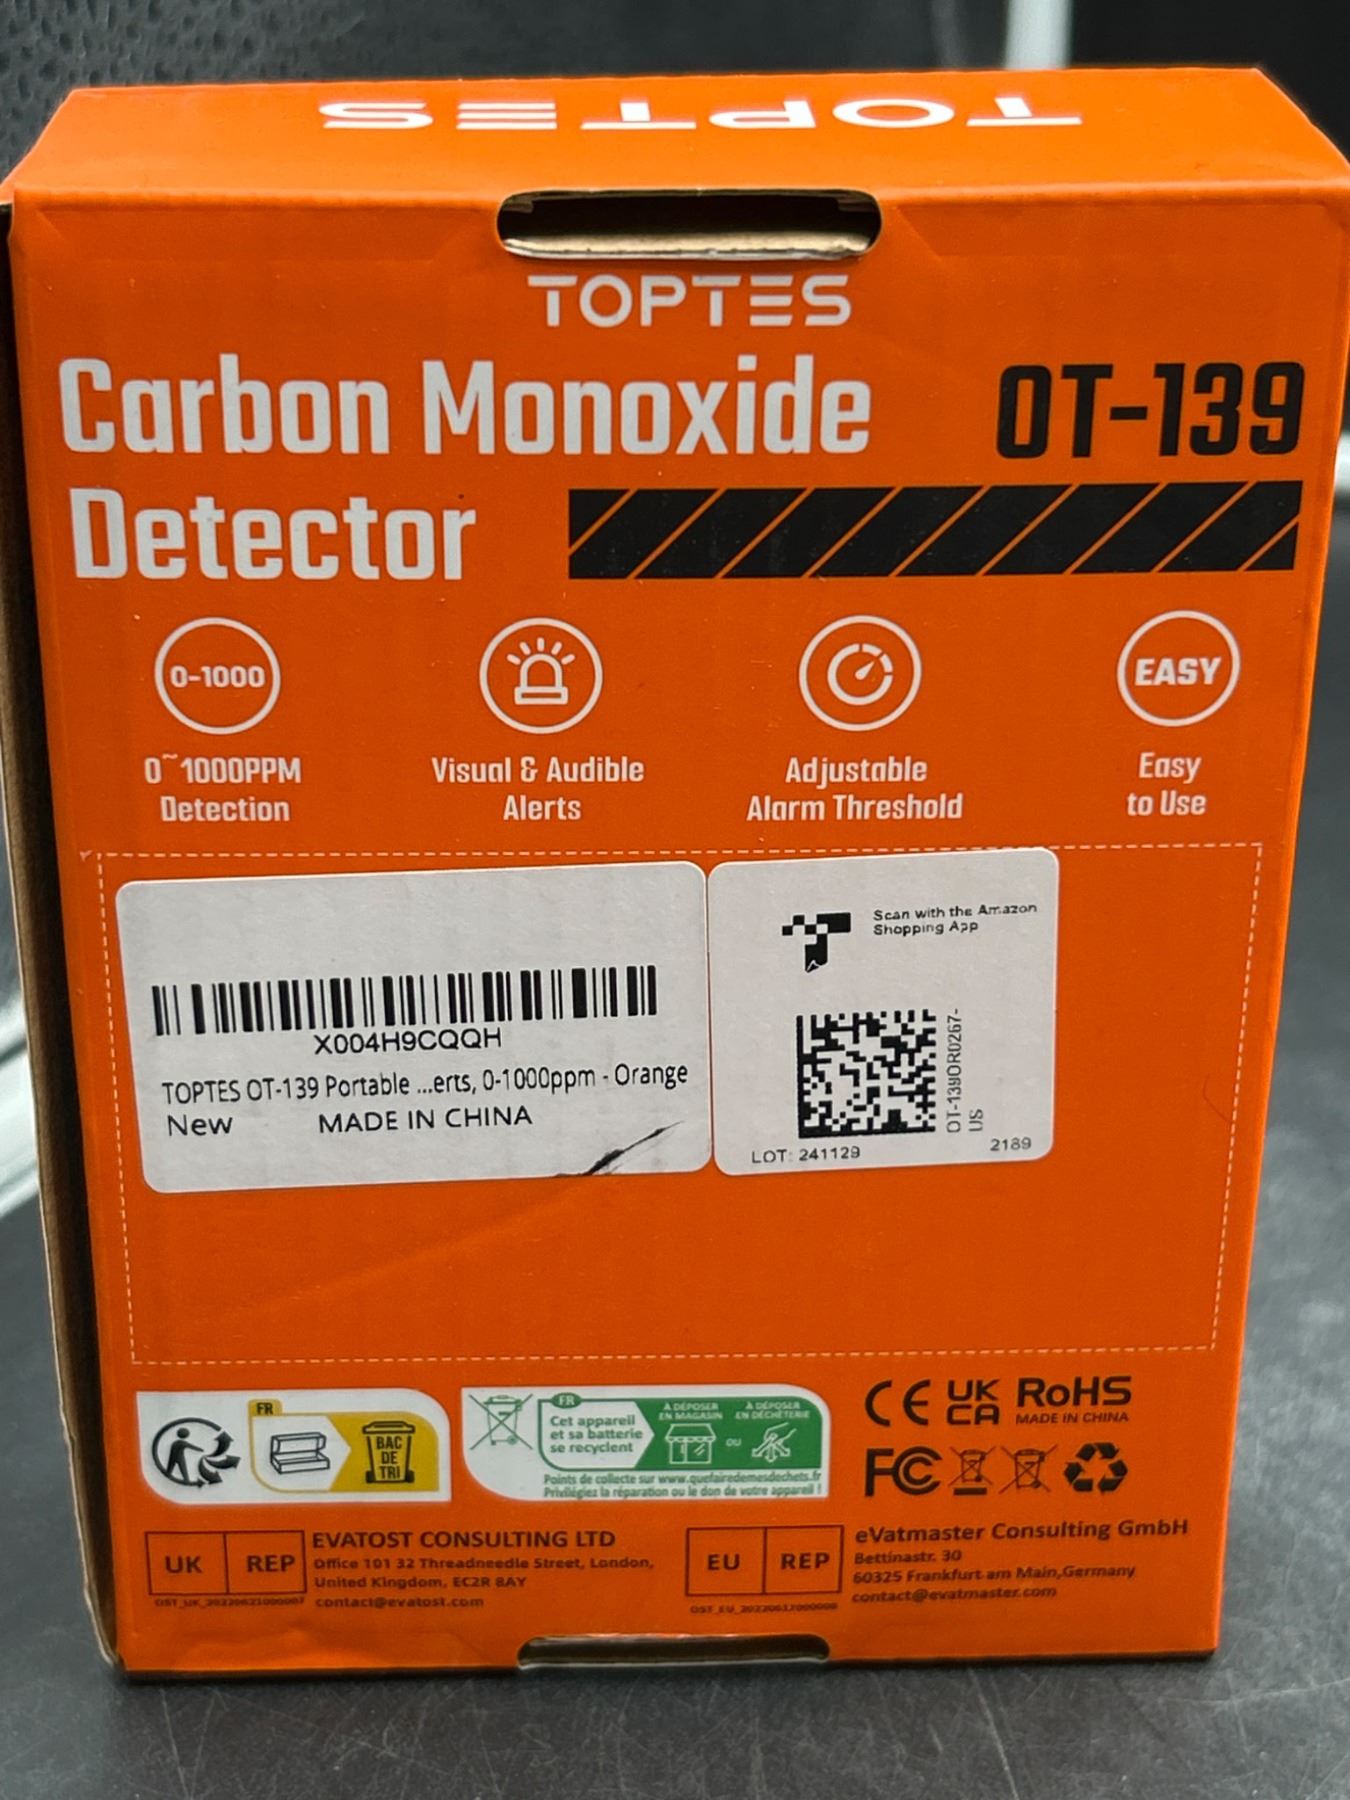 TOPTES
TOPTES
Carbon Monoxide
Detector
OT-139
0-1000
0~1000PPM
Detection
Visual & Audible
Alerts
Adjustable
Alarm Threshold
EASY
Easy
to Use
X004H9CQQH
TOPTES OT-139 Portable ...erts, 0-1000ppm - Orange
New MADE IN CHINA
Scan with the Amazon
Shopping App
OT-139OR0267-
US
LOT: 241129
2189
FR
BAC
DE
TRI
FR
Cet appareil
et sa batterie
se recyclent
À DÉPOSER
EN MAGASIN
OU
À DÉPOSER
EN DÉCHÈTERIE
Points de collecte sur www.quefairedemesdechets.fr
Privilégiez la réparation ou le don de votre appareil !
CE UK
CA RoHS
MADE IN CHINA
FC
UK REP
EVATOST CONSULTING LTD
Office 101 32 Threadneedle Street, London,
United Kingdom, EC2R 8AY
contact@evatost.com
EU REP
eVatmaster Consulting GmbH
Bettinastr. 30
60325 Frankfurt am Main,Germany
contact@evatmaster.com